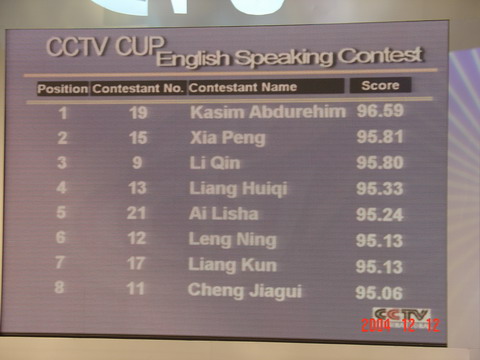 CCTV CUP English Speaking Contest
Position Contestant No. Contestant Name Score
1 19 Kasim Abdurehim 96.59
2 15 Xia Peng 95.81
3 9 Li Qin 95.80
4 13 Liang Huiqi 95.33
5 21 Ai Lisha 95.24
6 12 Leng Ning 95.13
7 17 Liang Kun 95.13
8 11 Cheng Jiagui 95.06
CCTV
2004 12 12